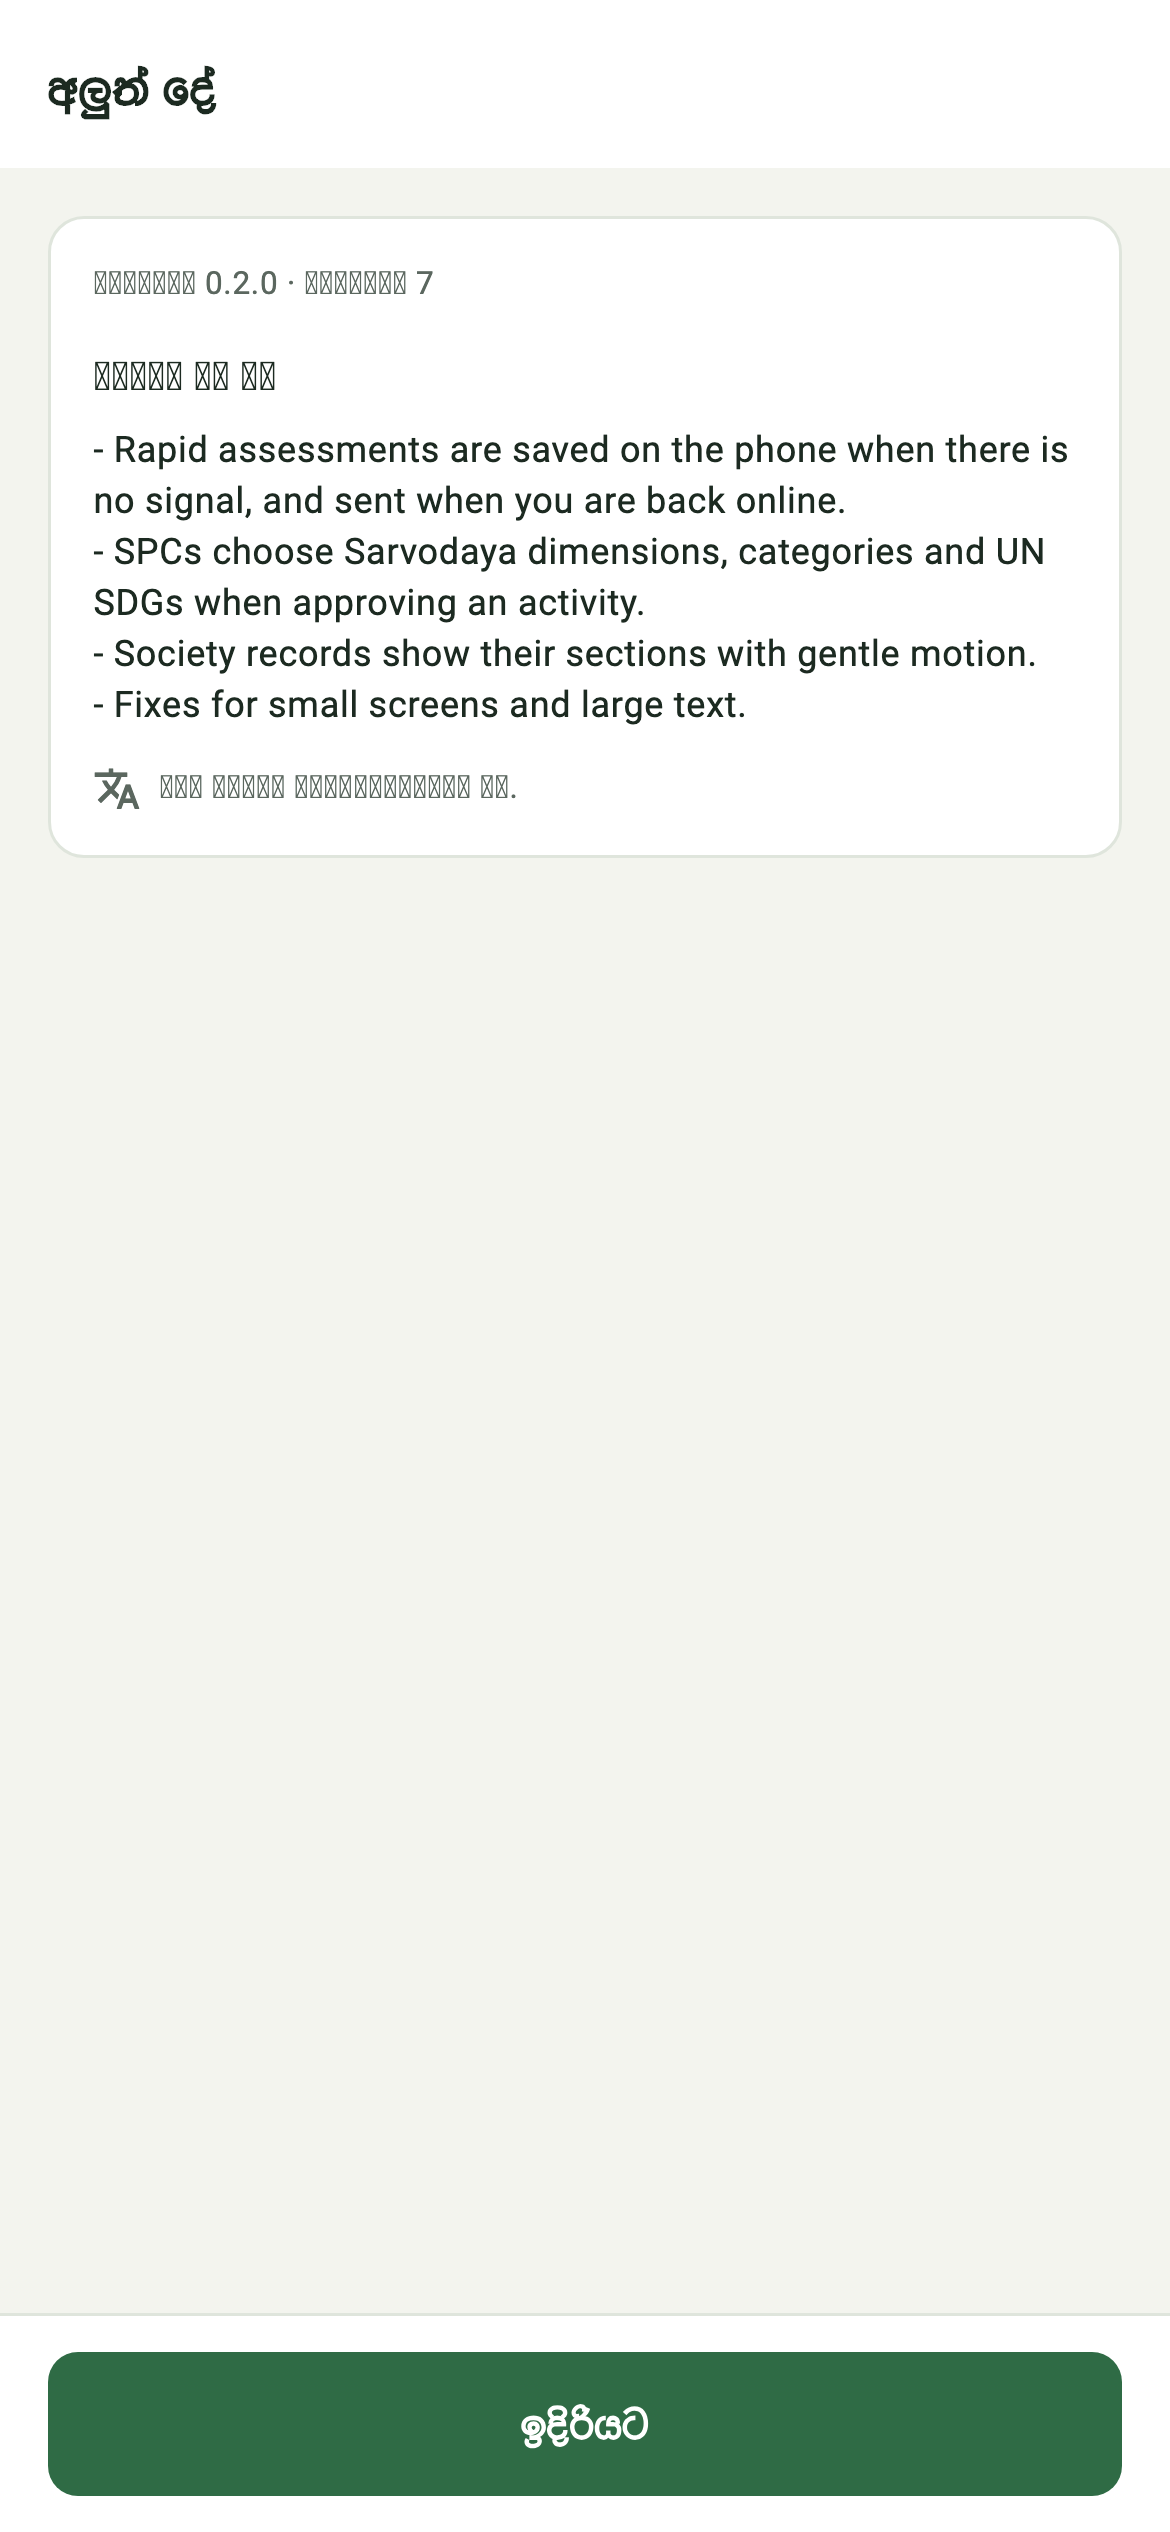 අලුත් දේ
0.2.0 · 7
- Rapid assessments are saved on the phone when there is
no signal, and sent when you are back online.
- SPCs choose Sarvodaya dimensions, categories and UN
SDGs when approving an activity.
- Society records show their sections with gentle motion.
- Fixes for small screens and large text.
ඉදිරියට